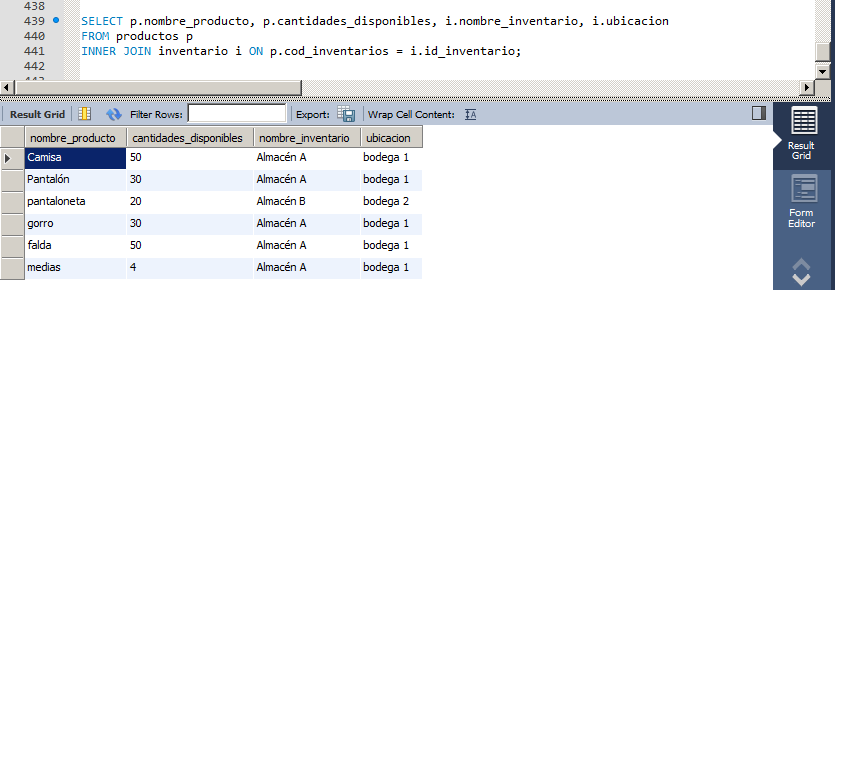 438
439 SELECT p.nombre_producto, p.cantidades_disponibles, i.nombre_inventario, i.ubicacion
440 FROM productos p
441 INNER JOIN inventario i ON p.cod_inventarios = i.id_inventario;
442
Result Grid Filter Rows: Export: Wrap Cell Content: IA
nombre_producto cantidades_disponibles nombre_inventario ubicacion
Camisa 50 Almacén A bodega 1
Pantalón 30 Almacén A bodega 1
pantaloneta 20 Almacén B bodega 2
gorro 30 Almacén A bodega 1
falda 50 Almacén A bodega 1
medias 4 Almacén A bodega 1
Result
Grid
Form
Editor